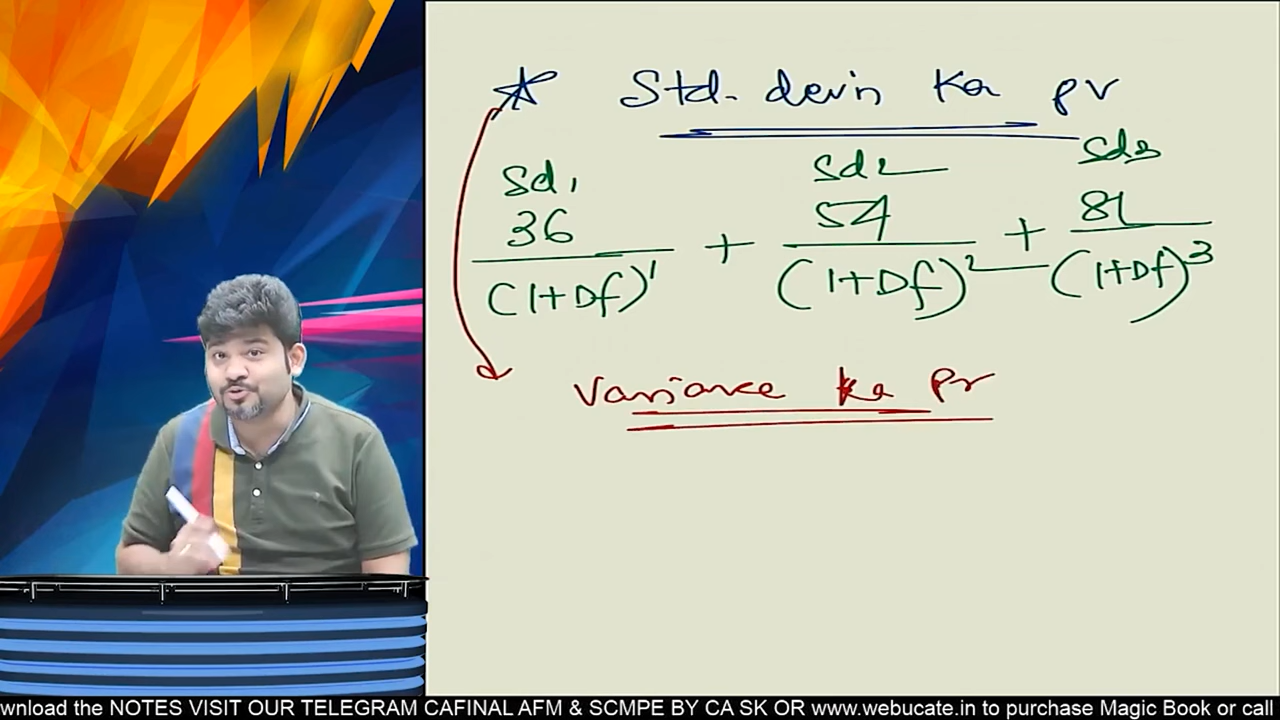 ☆ Std. devn Ka pv
Sd1 Sd2 Sd3
36 54 81
(1+Df)¹ + (1+Df)² + (1+Df)³
Variance Ka Pv
wnload the NOTES VISIT OUR TELEGRAM CAFINAL AFM & SCMPE BY CA SK OR www.webucate.in to purchase Magic Book or call